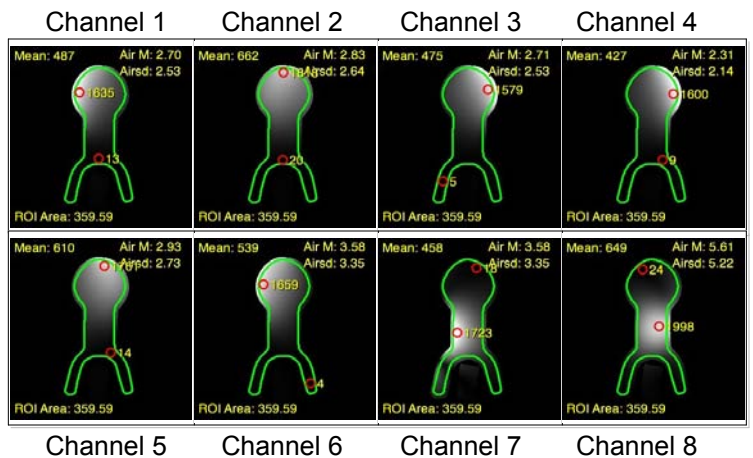 Channel 1 Channel 2 Channel 3 Channel 4
Mean: 487 Air M: 2.70 Mean: 662 Air M: 2.83 Mean: 475 Air M: 2.71 Mean: 427 Air M: 2.31
Airsd: 2.53 Airsd: 2.64 Airsd: 2.53 Airsd: 2.14
1635 1579 1600
13 20 9
5
ROI Area: 359.59 ROI Area: 359.59 ROI Area: 359.59 ROI Area: 359.59
Mean: 610 Air M: 2.93 Mean: 539 Air M: 3.58 Mean: 458 Air M: 3.58 Mean: 649 Air M: 5.61
Airsd: 2.73 Airsd: 3.35 Airsd: 3.35 Airsd: 5.22
24
1659
1723
14
4
ROI Area: 359.59 ROI Area: 359.59 ROI Area: 359.59 ROI Area: 359.59
Channel 5 Channel 6 Channel 7 Channel 8